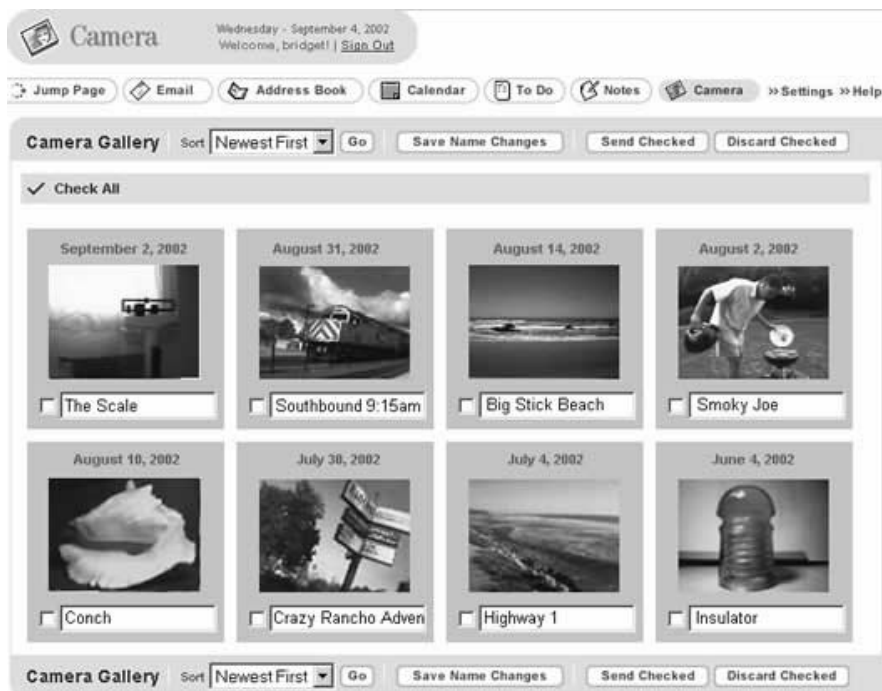 Camera
Wednesday - September 4, 2002
Welcome, bridget! | Sign Out
Jump Page Email Address Book Calendar To Do Notes Camera »Settings »Help
Camera Gallery Sort Newest First Go Save Name Changes Send Checked Discard Checked
Check All
September 2, 2002 August 31, 2002 August 14, 2002 August 2, 2002
The Scale Southbound 9:15am Big Stick Beach Smoky Joe
August 10, 2002 July 30, 2002 July 4, 2002 June 4, 2002
Conch Crazy Rancho Adven Highway 1 Insulator
Camera Gallery Sort Newest First Go Save Name Changes Send Checked Discard Checked